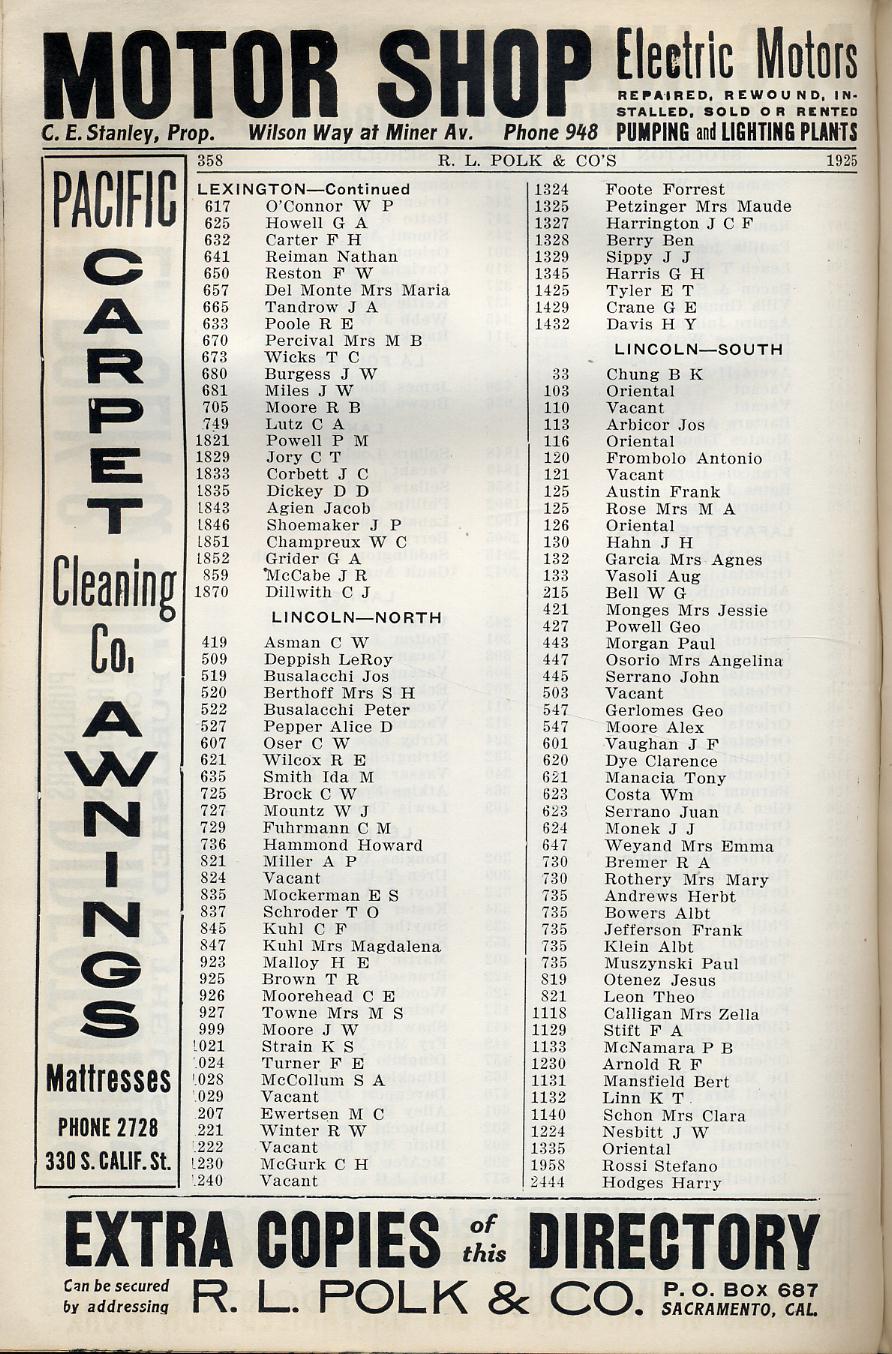 MOTOR SHOP
Electric Motors
REPAIRED, REWOUND, IN-
STALLED, SOLD OR RENTED
PUMPING and LIGHTING PLANTS
C. E. Stanley, Prop. Wilson Way at Miner Av. Phone 948
PACIFIC
CARPET
Cleaning
Co.
AWNINGS
Mattresses
PHONE 2728
330 S. CALIF. St.
358 R. L. POLK & CO'S 1925
LEXINGTON—Continued
617 O'Connor W P
625 Howell G A
632 Carter F H
641 Reiman Nathan
650 Reston F W
657 Del Monte Mrs Maria
665 Tandrow J A
633 Poole R E
670 Percival Mrs M B
673 Wicks T C
680 Burgess J W
681 Miles J W
705 Moore R B
749 Lutz C A
1821 Powell P M
1829 Jory C T
1833 Corbett J C
1835 Dickey D D
1843 Agien Jacob
1846 Shoemaker J P
1851 Champreux W C
1852 Grider G A
859 McCabe J R
1870 Dillwith C J
LINCOLN—NORTH
419 Asman C W
509 Deppish LeRoy
519 Busalacchi Jos
520 Berthoff Mrs S H
522 Busalacchi Peter
527 Pepper Alice D
607 Oser C W
621 Wilcox R E
635 Smith Ida M
725 Brock C W
727 Mountz W J
729 Fuhrmann C M
736 Hammond Howard
821 Miller A P
824 Vacant
835 Mockerman E S
837 Schroder T O
845 Kuhl C F
847 Kuhl Mrs Magdalena
923 Malloy H E
925 Brown T R
926 Moorehead C E
927 Towne Mrs M S
999 Moore J W
1021 Strain K S
1024 Turner F E
1028 McCollum S A
1029 Vacant
1207 Ewertsen M C
1221 Winter R W
1222 Vacant
1230 McGurk C H
1240 Vacant
1324 Foote Forrest
1325 Petzinger Mrs Maude
1327 Harrington J C F
1328 Berry Ben
1329 Sippy J J
1345 Harris G H
1425 Tyler E T
1429 Crane G E
1432 Davis H Y
LINCOLN—SOUTH
33 Chung B K
103 Oriental
110 Vacant
113 Arbicor Jos
116 Oriental
120 Frombolo Antonio
121 Vacant
125 Austin Frank
125 Rose Mrs M A
126 Oriental
130 Hahn J H
132 Garcia Mrs Agnes
133 Vasoli Aug
215 Bell W G
421 Monges Mrs Jessie
427 Powell Geo
443 Morgan Paul
447 Osorio Mrs Angelina
445 Serrano John
503 Vacant
547 Gerlomes Geo
547 Moore Alex
601 Vaughan J F
620 Dye Clarence
621 Manacia Tony
623 Costa Wm
623 Serrano Juan
624 Monek J J
647 Weyand Mrs Emma
730 Bremer R A
730 Rothery Mrs Mary
735 Andrews Herbt
735 Bowers Albt
735 Jefferson Frank
735 Klein Albt
735 Muszynski Paul
819 Otenez Jesus
821 Leon Theo
1118 Calligan Mrs Zella
1129 Stift F A
1133 McNamara P B
1230 Arnold R F
1131 Mansfield Bert
1132 Linn K T
1140 Schon Mrs Clara
1224 Nesbitt J W
1335 Oriental
1958 Rossi Stefano
2444 Hodges Harry
EXTRA COPIES of this DIRECTORY
Can be secured
by addressing
R. L. POLK & CO.
P. O. BOX 687
SACRAMENTO, CAL.